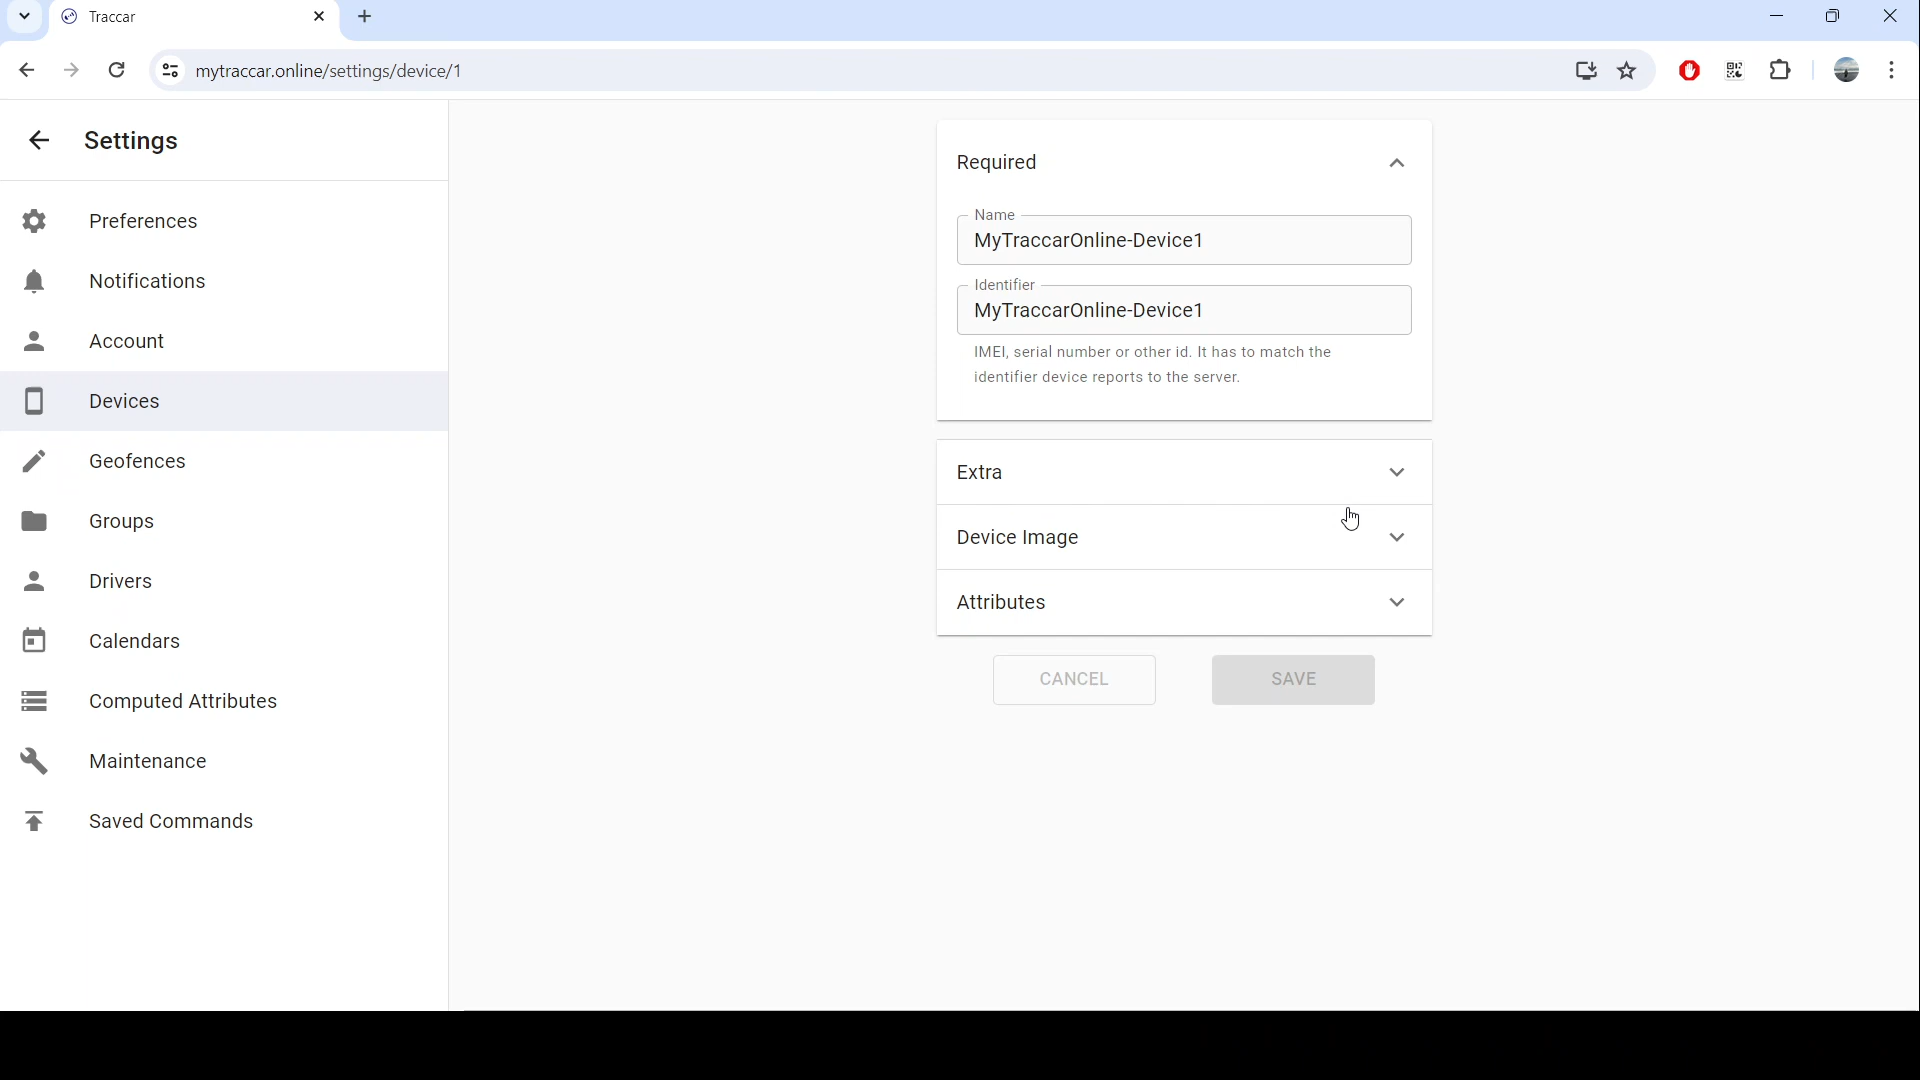 Traccar
mytraccar.online/settings/device/1
Settings
Preferences
Notifications
Account
Devices
Geofences
Groups
Drivers
Calendars
Computed Attributes
Maintenance
Saved Commands
Required
Name
MyTraccarOnline-Device1
Identifier
MyTraccarOnline-Device1
IMEI, serial number or other id. It has to match the
identifier device reports to the server.
Extra
Device Image
Attributes
CANCEL
SAVE